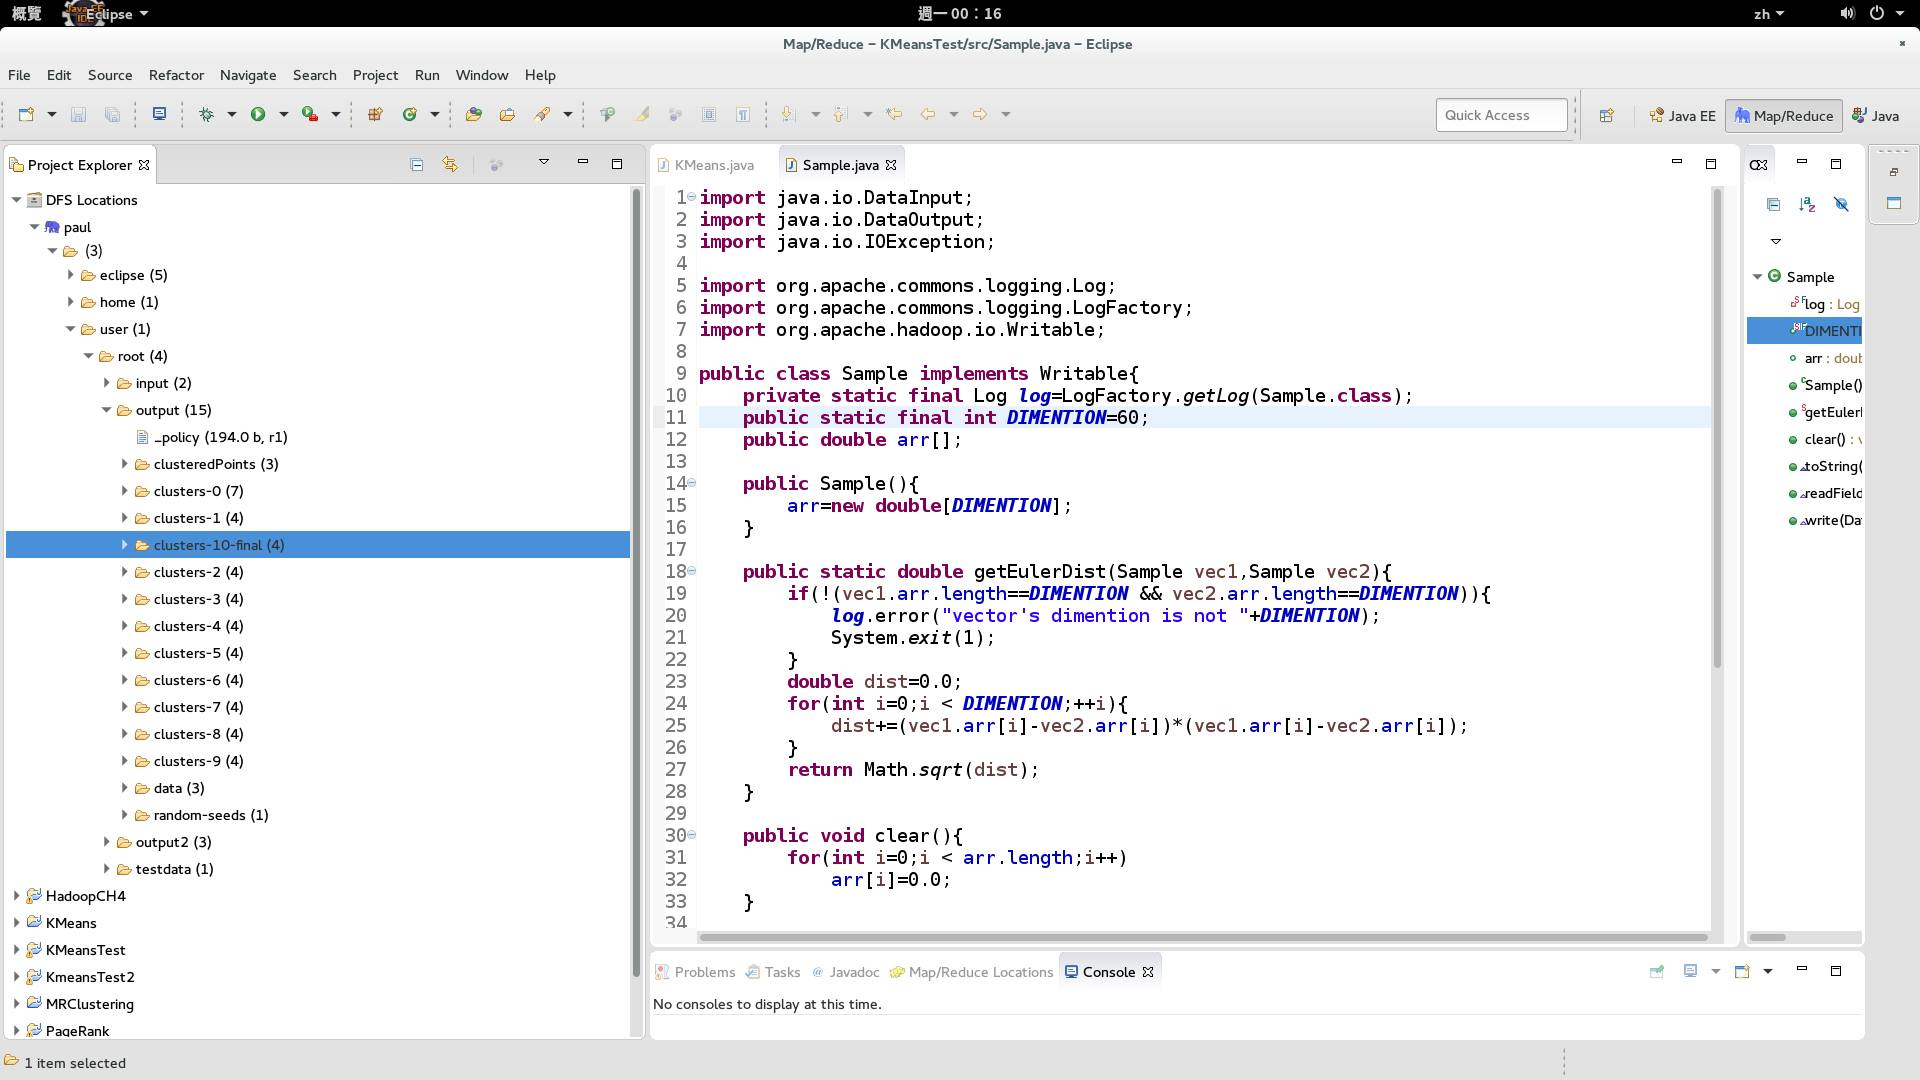 概覽 Eclipse 週一 00：16 zh
Map/Reduce – KMeansTest/src/Sample.java – Eclipse
File Edit Source Refactor Navigate Search Project Run Window Help
Quick Access Java EE Map/Reduce Java
Project Explorer
DFS Locations
paul
(3)
eclipse (5)
home (1)
user (1)
root (4)
input (2)
output (15)
_policy (194.0 b, r1)
clusteredPoints (3)
clusters-0 (7)
clusters-1 (4)
clusters-10-final (4)
clusters-2 (4)
clusters-3 (4)
clusters-4 (4)
clusters-5 (4)
clusters-6 (4)
clusters-7 (4)
clusters-8 (4)
clusters-9 (4)
data (3)
random-seeds (1)
output2 (3)
testdata (1)
HadoopCH4
KMeans
KMeansTest
KmeansTest2
MRClustering
PageRank
KMeans.java Sample.java
1 import java.io.DataInput;
2 import java.io.DataOutput;
3 import java.io.IOException;
4
5 import org.apache.commons.logging.Log;
6 import org.apache.commons.logging.LogFactory;
7 import org.apache.hadoop.io.Writable;
8
9 public class Sample implements Writable{
10 private static final Log log=LogFactory.getLog(Sample.class);
11 public static final int DIMENTION=60;
12 public double arr[];
13
14 public Sample(){
15 arr=new double[DIMENTION];
16 }
17
18 public static double getEulerDist(Sample vec1,Sample vec2){
19 if(!(vec1.arr.length==DIMENTION && vec2.arr.length==DIMENTION)){
20 log.error("vector's dimention is not "+DIMENTION);
21 System.exit(1);
22 }
23 double dist=0.0;
24 for(int i=0;i < DIMENTION;++i){
25 dist+=(vec1.arr[i]-vec2.arr[i])*(vec1.arr[i]-vec2.arr[i]);
26 }
27 return Math.sqrt(dist);
28 }
29
30 public void clear(){
31 for(int i=0;i < arr.length;i++)
32 arr[i]=0.0;
33 }
34
Sample
log : Log
DIMENTI
arr : doub
Sample()
getEuler
clear() : v
toString(
readField
write(Da
Problems Tasks Javadoc Map/Reduce Locations Console
No consoles to display at this time.
1 item selected